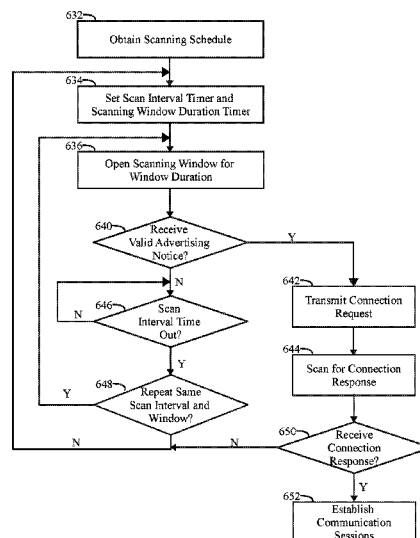 632
Obtain Scanning Schedule
634
Set Scan Interval Timer and
Scanning Window Duration Timer
636
Open Scanning Window for
Window Duration
640
Receive
Valid Advertising
Notice?
Y
N
642
Transmit Connection
Request
646
Scan
Interval Time
Out?
N
Y
644
Scan for Connection
Response
648
Repeat Same
Scan Interval and
Window?
Y
N
650
Receive
Connection
Response?
N
Y
652
Establish
Communication
Sessions